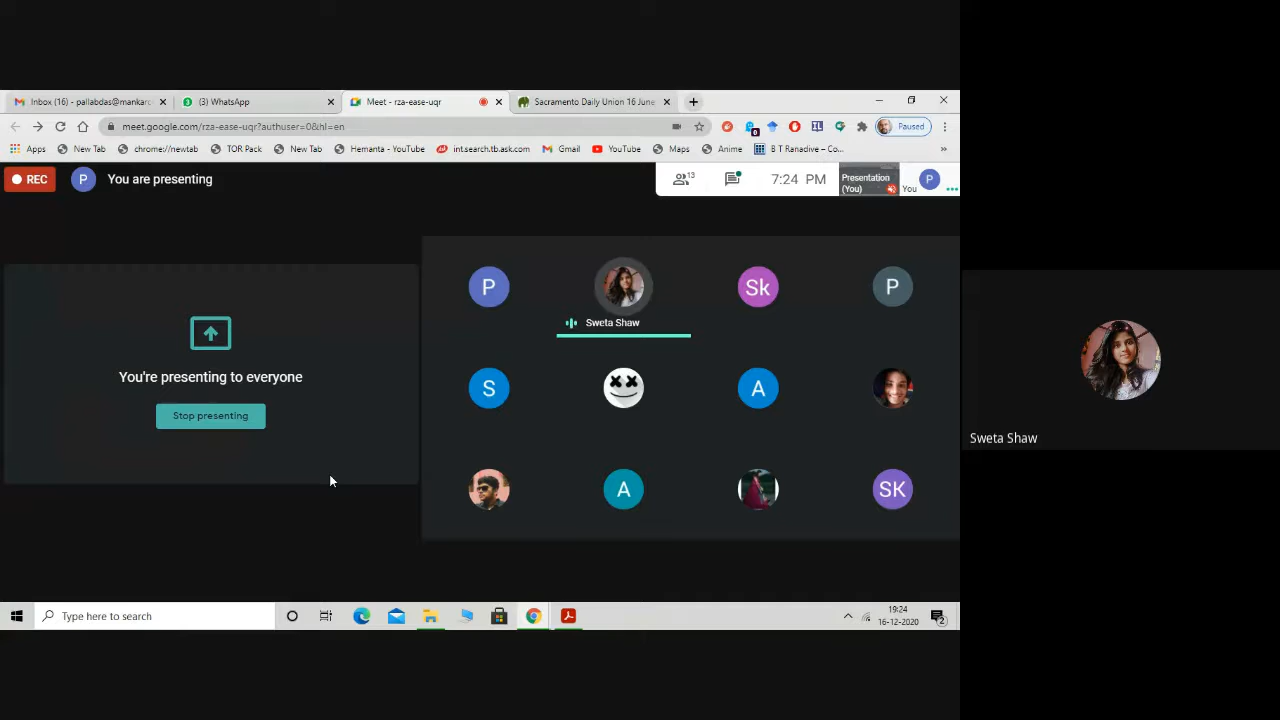 Inbox (16) - pallabdas@mankarc
(3) WhatsApp
Meet - rza-ease-uqr
Sacramento Daily Union 16 June
meet.google.com/rza-ease-uqr?authuser=0&hl=en
Paused
Apps
New Tab
chrome://newtab
TOR Pack
New Tab
Hemanta - YouTube
int.search.tb.ask.com
Gmail
YouTube
Maps
Anime
B T Ranadive – Co...
REC
P
You are presenting
13
7:24 PM
Presentation
(You)
You
P
P
Sk
P
Sweta Shaw
You're presenting to everyone
Stop presenting
S
A
A
SK
Sweta Shaw
Type here to search
19:24
16-12-2020
2